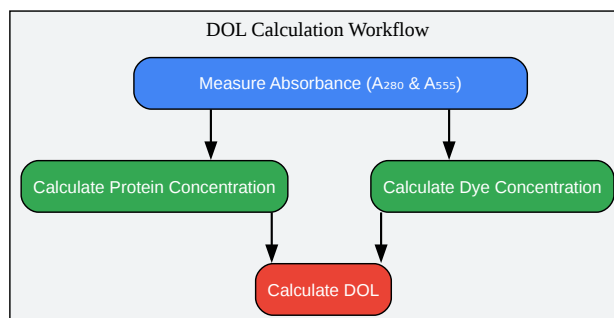 DOL Calculation Workflow
Measure Absorbance (A₂₈₀ & A₅₅₅)
Calculate Protein Concentration
Calculate Dye Concentration
Calculate DOL